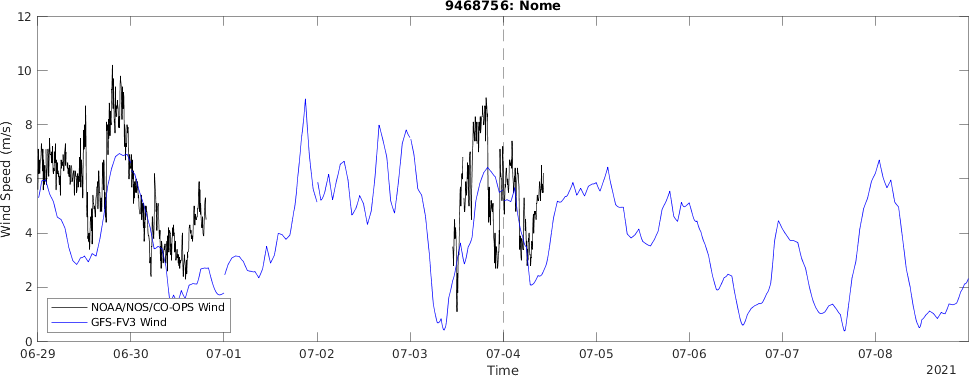 9468756: Nome
12
10
8
6
4
2
0
Wind Speed (m/s)
NOAA/NOS/CO-OPS Wind
GFS-FV3 Wind
06-29 06-30 07-01 07-02 07-03 07-04 07-05 07-06 07-07 07-08
Time
2021